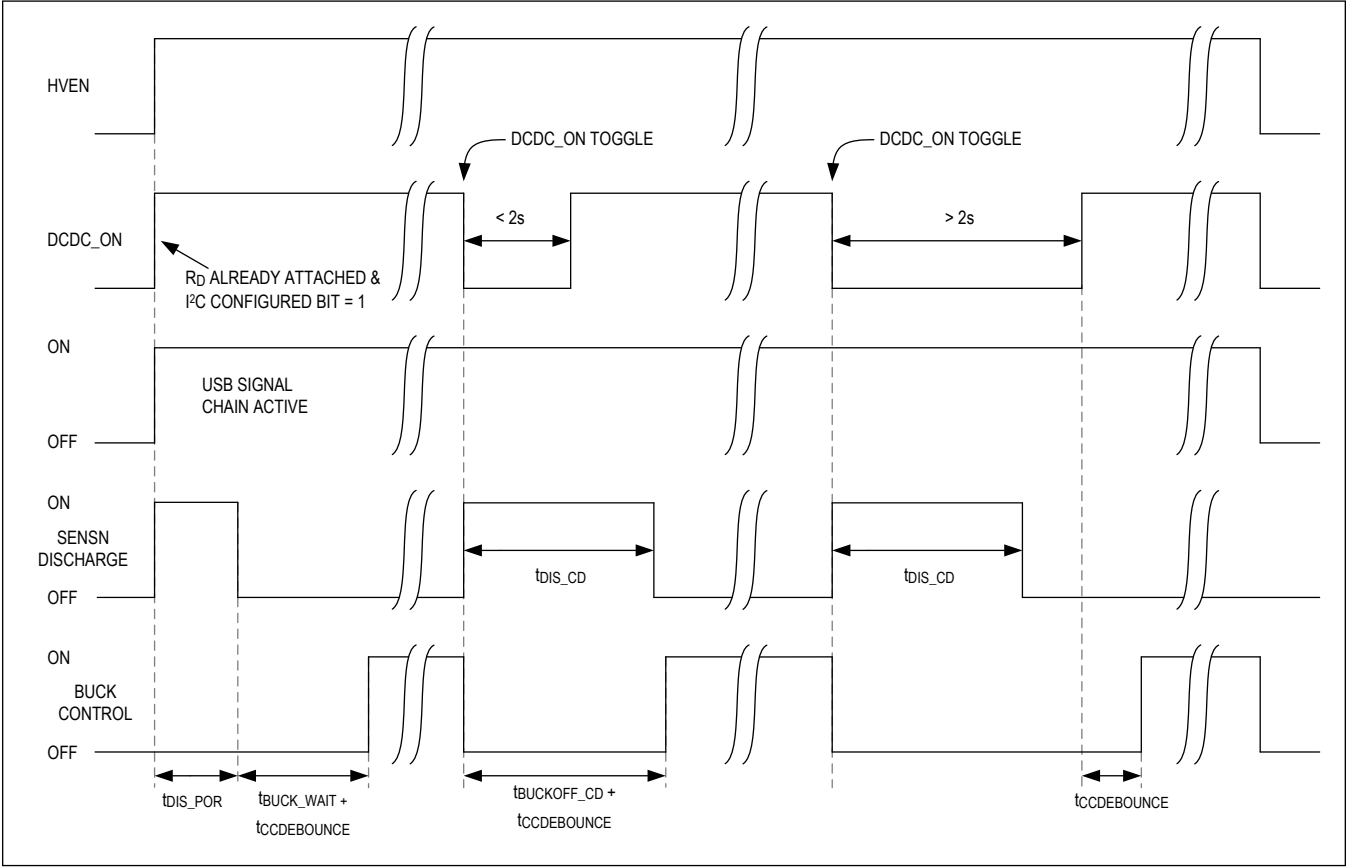 HVEN
DCDC_ON TOGGLE
DCDC_ON TOGGLE
DCDC_ON
< 2s
> 2s
RD ALREADY ATTACHED &
I²C CONFIGURED BIT = 1
ON
USB SIGNAL
CHAIN ACTIVE
OFF
ON
SENSN
DISCHARGE
tDIS_CD
tDIS_CD
OFF
ON
BUCK
CONTROL
OFF
tDIS_POR
tBUCK_WAIT +
tCCDEBOUNCE
tBUCKOFF_CD +
tCCDEBOUNCE
tCCDEBOUNCE